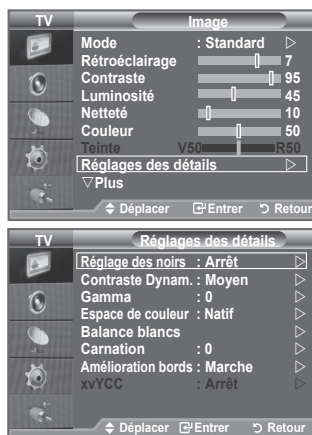 TV Image
Mode : Standard ▷
Rétroéclairage 7
Contraste 95
Luminosité 45
Netteté 10
Couleur 50
Teinte V50 R50
Réglages des détails ▷
▽Plus
Déplacer Entrer Retour
TV Réglages des détails
Réglage des noirs : Arrêt ▷
Contraste Dynam. : Moyen ▷
Gamma : 0 ▷
Espace de couleur : Natif ▷
Balance blancs ▷
Carnation : 0 ▷
Amélioration bords : Marche ▷
xvYCC : Arrêt ▷
Déplacer Entrer Retour